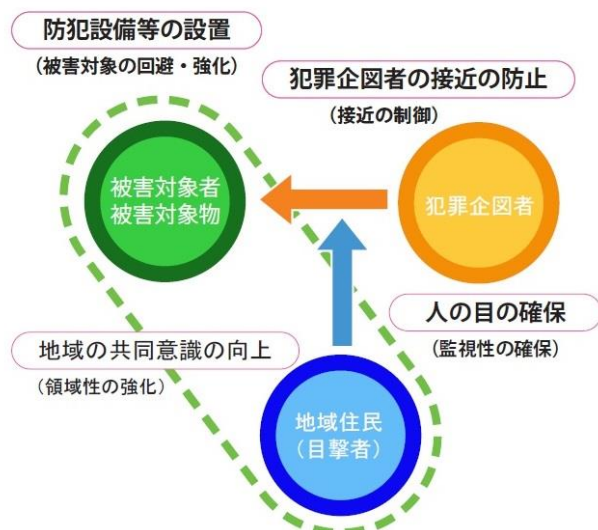 防犯設備等の設置
(被害対象の回避・強化)
犯罪企図者の接近の防止
(接近の制御)
被害対象者
被害対象物
犯罪企図者
人の目の確保
(監視性の確保)
地域の共同意識の向上
(領域性の強化)
地域住民
(目撃者)